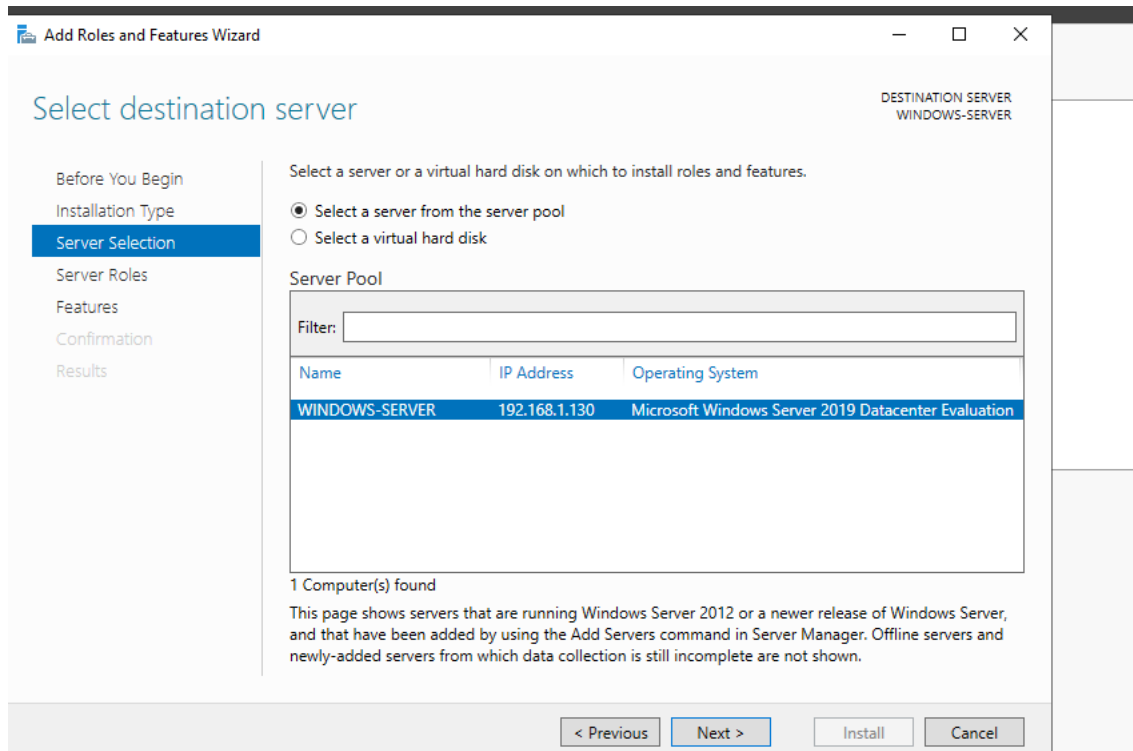 Add Roles and Features Wizard
Select destination server
DESTINATION SERVER
WINDOWS-SERVER
Before You Begin
Installation Type
Server Selection
Server Roles
Features
Confirmation
Results
Select a server or a virtual hard disk on which to install roles and features.
Select a server from the server pool
Select a virtual hard disk
Server Pool
Filter:
Name IP Address Operating System
WINDOWS-SERVER 192.168.1.130 Microsoft Windows Server 2019 Datacenter Evaluation
1 Computer(s) found
This page shows servers that are running Windows Server 2012 or a newer release of Windows Server,
and that have been added by using the Add Servers command in Server Manager. Offline servers and
newly-added servers from which data collection is still incomplete are not shown.
< Previous Next > Install Cancel